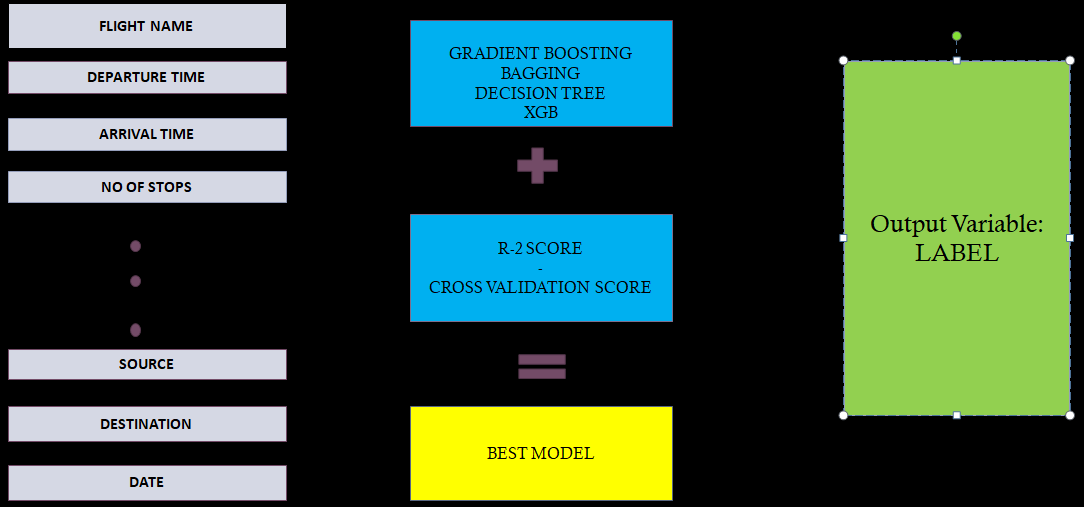 FLIGHT NAME
DEPARTURE TIME
ARRIVAL TIME
NO OF STOPS
SOURCE
DESTINATION
DATE
GRADIENT BOOSTING
BAGGING
DECISION TREE
XGB
R-2 SCORE
-
CROSS VALIDATION SCORE
BEST MODEL
Output Variable:
LABEL